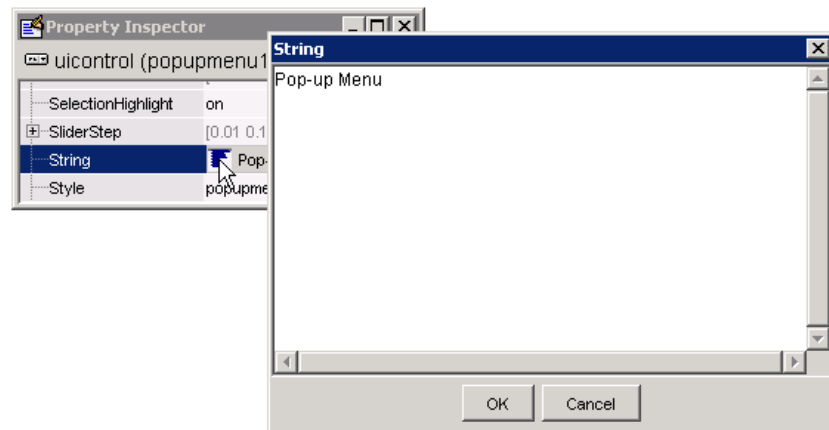 Property Inspector
uicontrol (popupmenu1
SelectionHighlight on
SliderStep [0.01 0.1
String Pop-
Style popupme
String
Pop-up Menu
OK Cancel